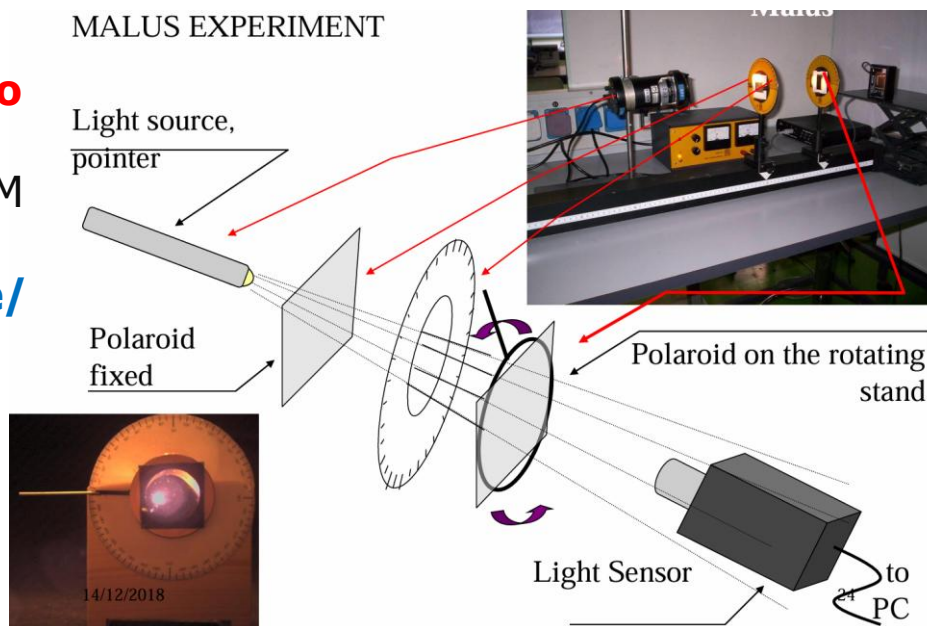 MALUS EXPERIMENT
Malus
o
Light source,
pointer
M
e/
Polaroid
fixed
Polaroid on the rotating
stand
Light Sensor
to
PC
24
14/12/2018